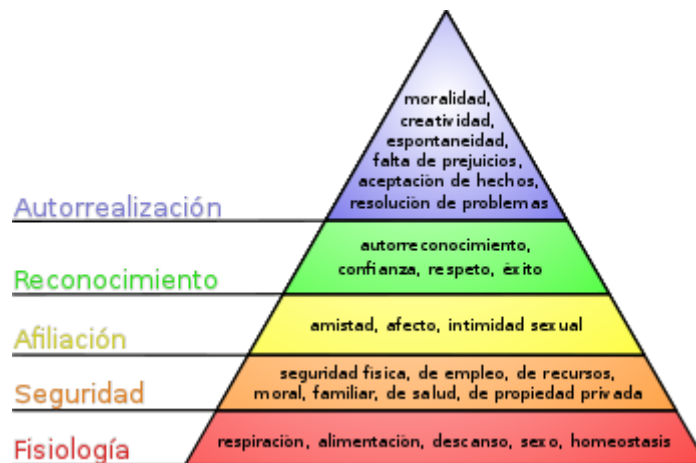 moralidad,
creatividad,
espontaneidad,
falta de prejuicios,
aceptación de hechos,
resolución de problemas
Autorrealización
autorreconocimiento,
confianza, respeto, éxito
Reconocimiento
amistad, afecto, intimidad sexual
Afiliación
seguridad física, de empleo, de recursos,
moral, familiar, de salud, de propiedad privada
Seguridad
respiración, alimentación, descanso, sexo, homeostasis
Fisiología